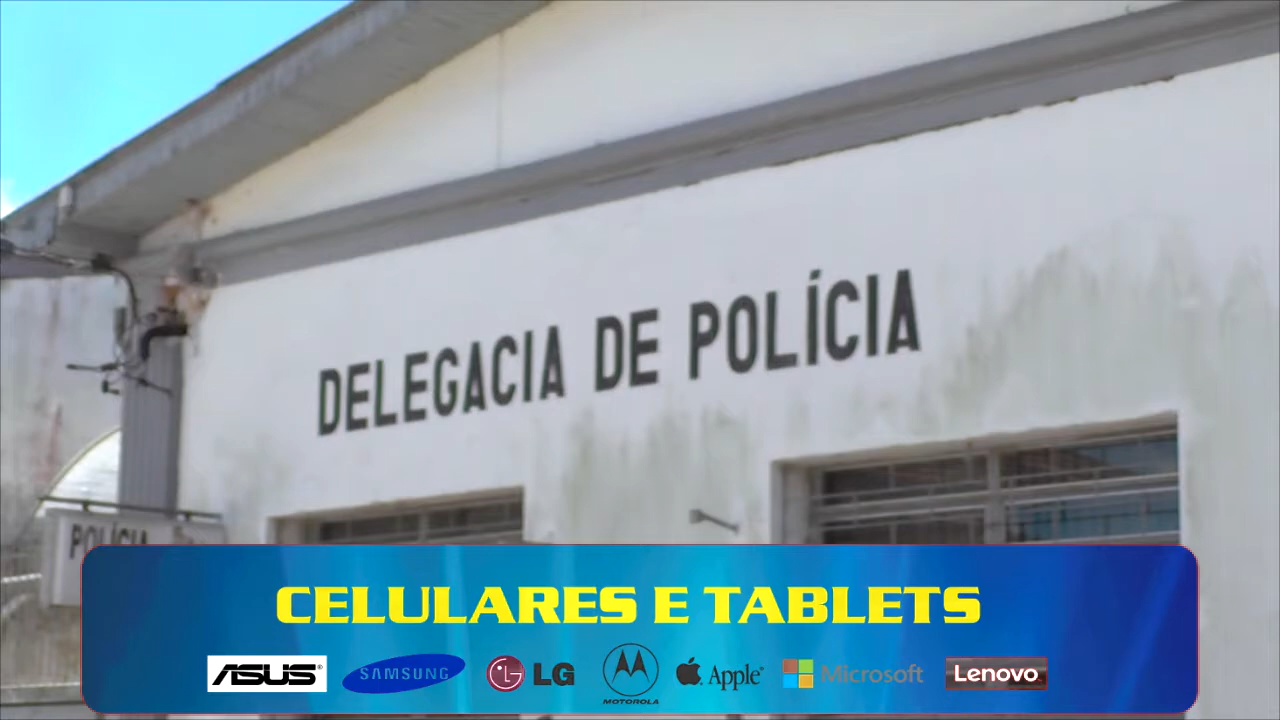 DELEGACIA DE POLÍCIA
POLÍCIA
CELULARES E TABLETS
ASUS SAMSUNG LG MOTOROLA Apple Microsoft Lenovo